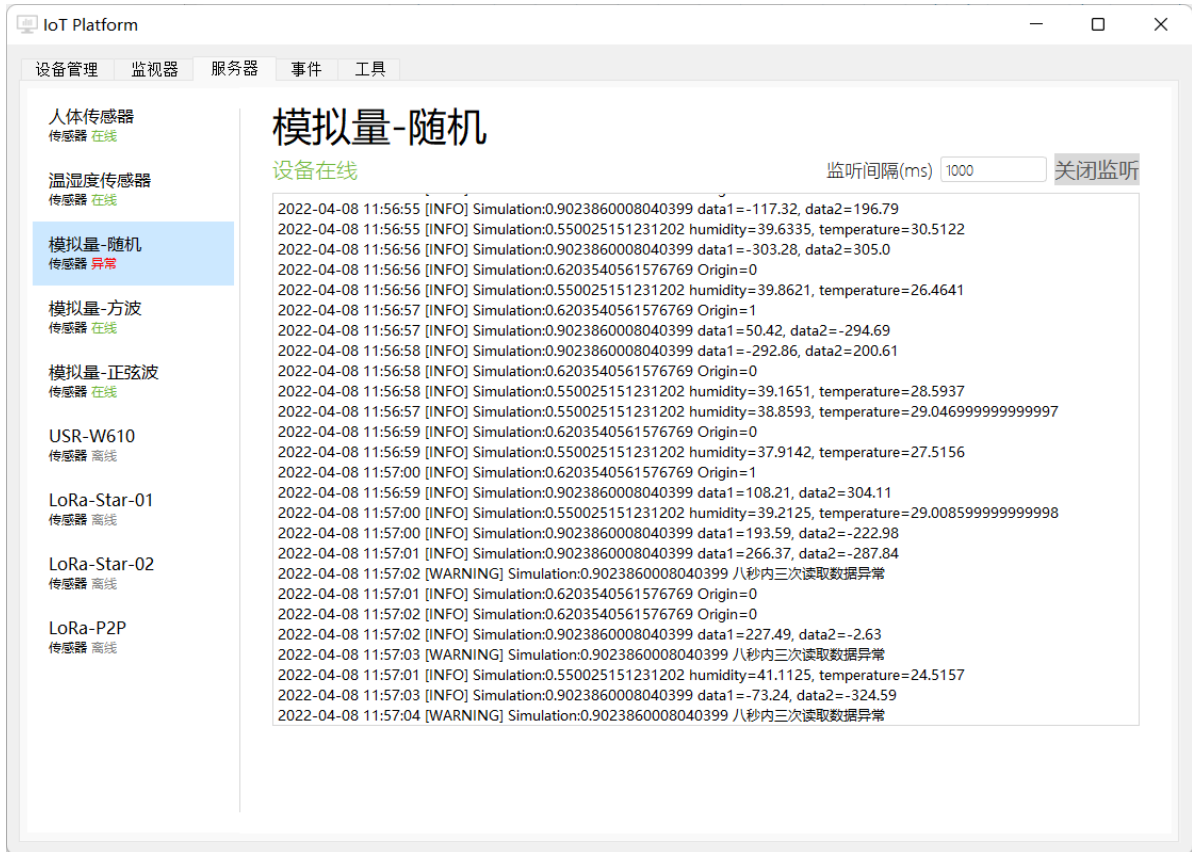 IoT Platform
设备管理 监视器 服务器 事件 工具
人体传感器
传感器 在线
温湿度传感器
传感器 在线
模拟量-随机
传感器 异常
模拟量-方波
传感器 在线
模拟量-正弦波
传感器 在线
USR-W610
传感器 离线
LoRa-Star-01
传感器 离线
LoRa-Star-02
传感器 离线
LoRa-P2P
传感器 离线
模拟量-随机
设备在线 监听间隔(ms) 1000 关闭监听
2022-04-08 11:56:55 [INFO] Simulation:0.9023860008040399 data1=-117.32, data2=196.79
2022-04-08 11:56:55 [INFO] Simulation:0.550025151231202 humidity=39.6335, temperature=30.5122
2022-04-08 11:56:56 [INFO] Simulation:0.9023860008040399 data1=-303.28, data2=305.0
2022-04-08 11:56:56 [INFO] Simulation:0.6203540561576769 Origin=0
2022-04-08 11:56:56 [INFO] Simulation:0.550025151231202 humidity=39.8621, temperature=26.4641
2022-04-08 11:56:57 [INFO] Simulation:0.6203540561576769 Origin=1
2022-04-08 11:56:57 [INFO] Simulation:0.9023860008040399 data1=50.42, data2=-294.69
2022-04-08 11:56:58 [INFO] Simulation:0.9023860008040399 data1=-292.86, data2=200.61
2022-04-08 11:56:58 [INFO] Simulation:0.6203540561576769 Origin=0
2022-04-08 11:56:58 [INFO] Simulation:0.550025151231202 humidity=39.1651, temperature=28.5937
2022-04-08 11:56:57 [INFO] Simulation:0.550025151231202 humidity=38.8593, temperature=29.046999999999997
2022-04-08 11:56:59 [INFO] Simulation:0.6203540561576769 Origin=0
2022-04-08 11:56:59 [INFO] Simulation:0.550025151231202 humidity=37.9142, temperature=27.5156
2022-04-08 11:57:00 [INFO] Simulation:0.6203540561576769 Origin=1
2022-04-08 11:56:59 [INFO] Simulation:0.9023860008040399 data1=108.21, data2=304.11
2022-04-08 11:57:00 [INFO] Simulation:0.550025151231202 humidity=39.2125, temperature=29.008599999999998
2022-04-08 11:57:00 [INFO] Simulation:0.9023860008040399 data1=193.59, data2=-222.98
2022-04-08 11:57:01 [INFO] Simulation:0.9023860008040399 data1=266.37, data2=-287.84
2022-04-08 11:57:02 [WARNING] Simulation:0.9023860008040399 八秒内三次读取数据异常
2022-04-08 11:57:01 [INFO] Simulation:0.6203540561576769 Origin=0
2022-04-08 11:57:02 [INFO] Simulation:0.6203540561576769 Origin=0
2022-04-08 11:57:02 [INFO] Simulation:0.9023860008040399 data1=227.49, data2=-2.63
2022-04-08 11:57:03 [WARNING] Simulation:0.9023860008040399 八秒内三次读取数据异常
2022-04-08 11:57:01 [INFO] Simulation:0.550025151231202 humidity=41.1125, temperature=24.5157
2022-04-08 11:57:03 [INFO] Simulation:0.9023860008040399 data1=-73.24, data2=-324.59
2022-04-08 11:57:04 [WARNING] Simulation:0.9023860008040399 八秒内三次读取数据异常